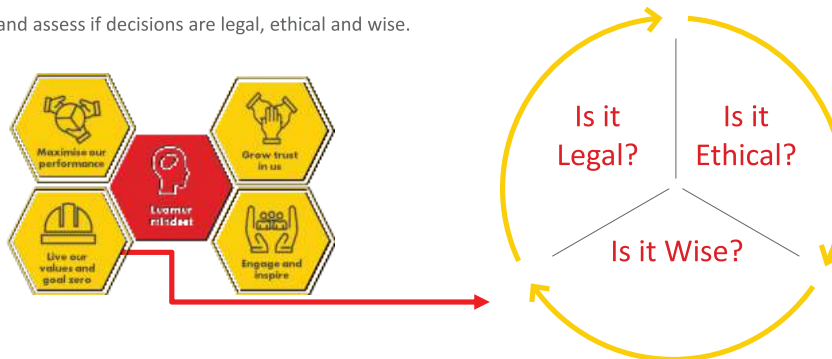 and assess if decisions are legal, ethical and wise.
Maximise our
performance
Grow trust
in us
mindset
Live our
values and
goal zero
Engage and
inspire
Is it
Legal?
Is it
Ethical?
Is it Wise?